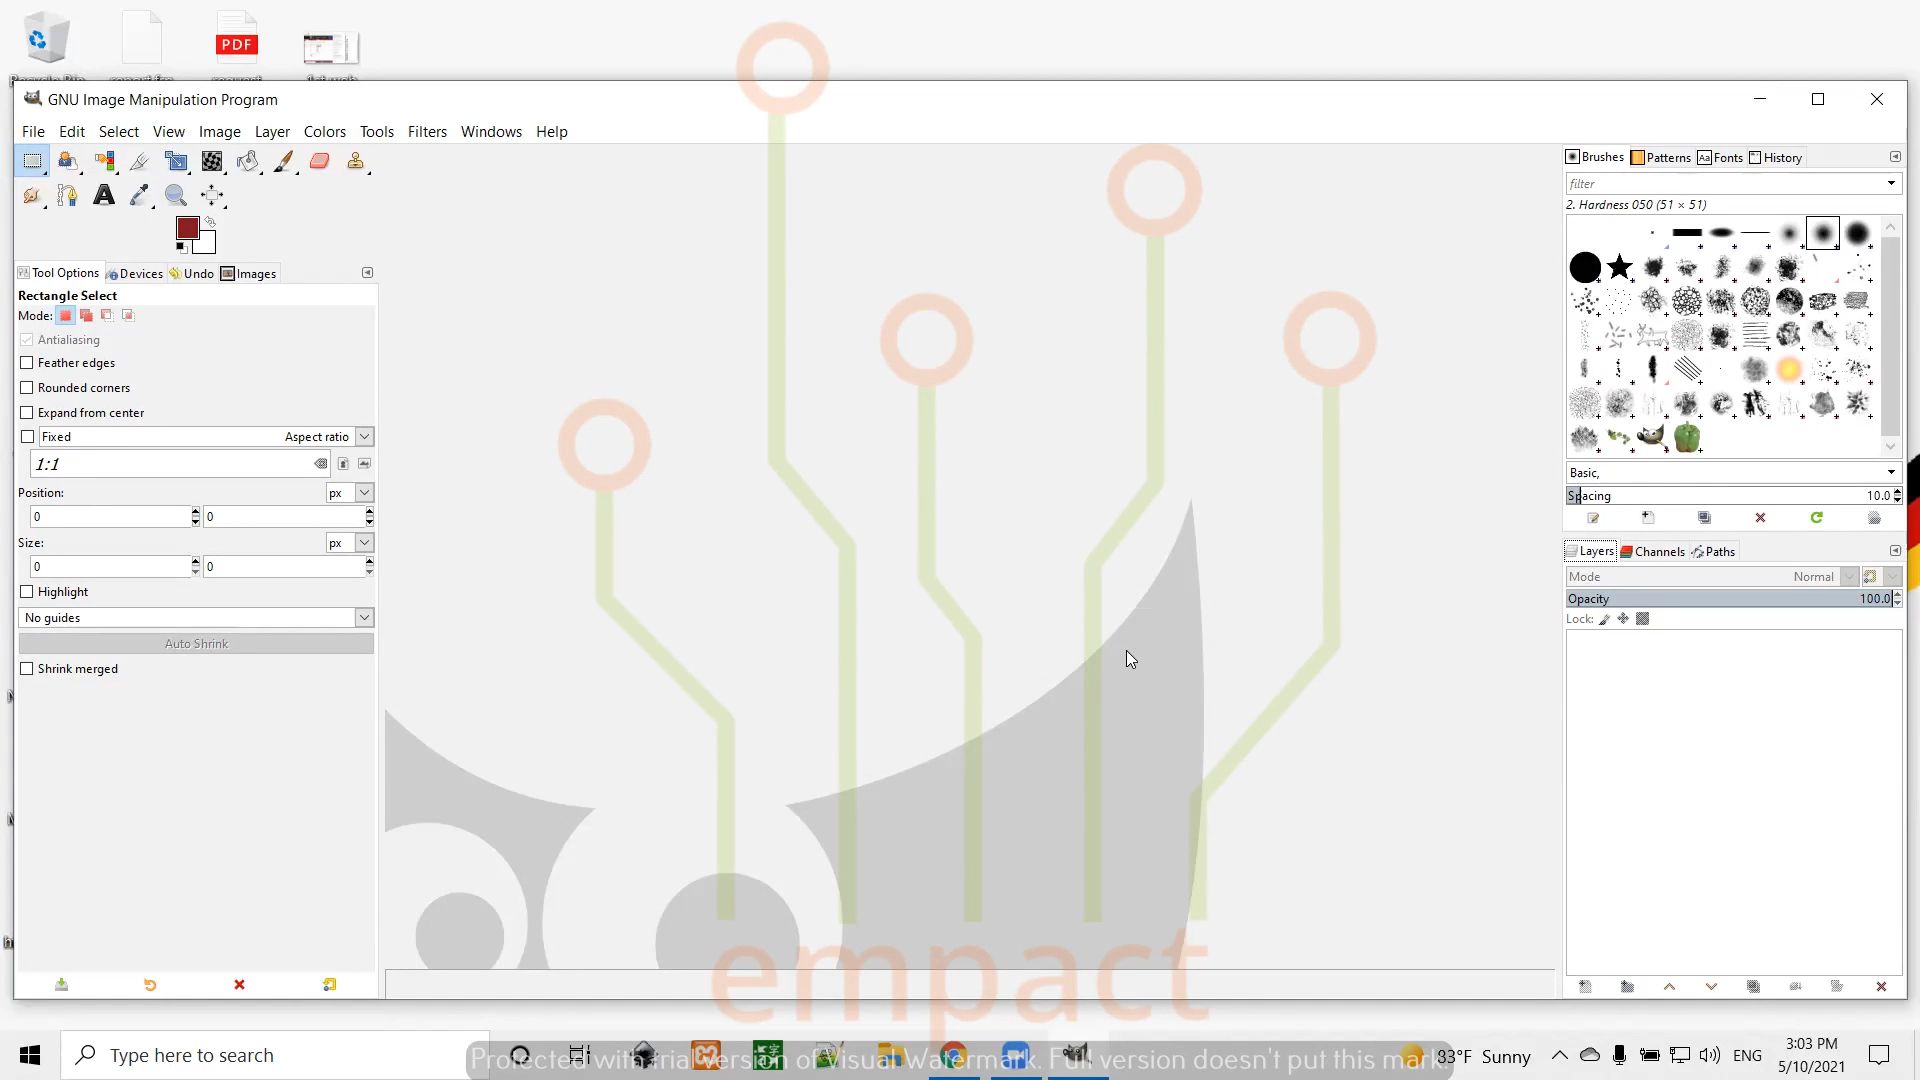 PDF
GNU Image Manipulation Program
File Edit Select View Image Layer Colors Tools Filters Windows Help
Tool Options Devices Undo Images
Rectangle Select
Mode:
Antialiasing
Feather edges
Rounded corners
Expand from center
Fixed Aspect ratio
1:1
Position: px
0 0
Size: px
0 0
Highlight
No guides
Auto Shrink
Shrink merged
Brushes Patterns Fonts History
filter
2. Hardness 050 (51 × 51)
Basic,
Spacing 10.0
Layers Channels Paths
Mode Normal
Opacity 100.0
Lock:
empact
Protected with trial version of Visual Watermark. Full version doesn't put this mark.
Type here to search
83°F Sunny
ENG
3:03 PM
5/10/2021